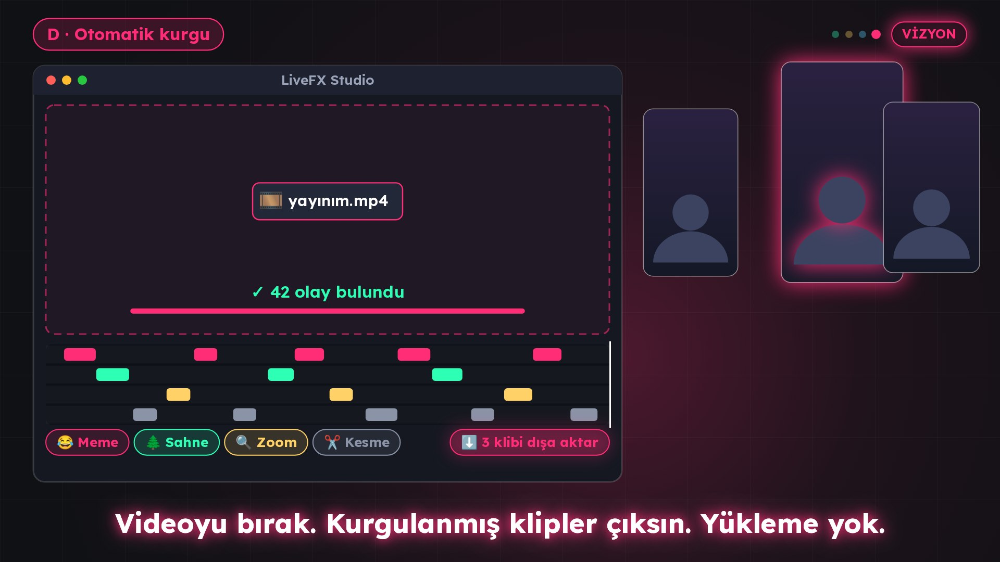 D · Otomatik kurgu
VİZYON
LiveFX Studio
yayınım.mp4
✓ 42 olay bulundu
😂 Meme
🌲 Sahne
🔍 Zoom
✂️ Kesme
⬇️ 3 klibi dışa aktar
Videoyu bırak. Kurgulanmış klipler çıksın. Yükleme yok.